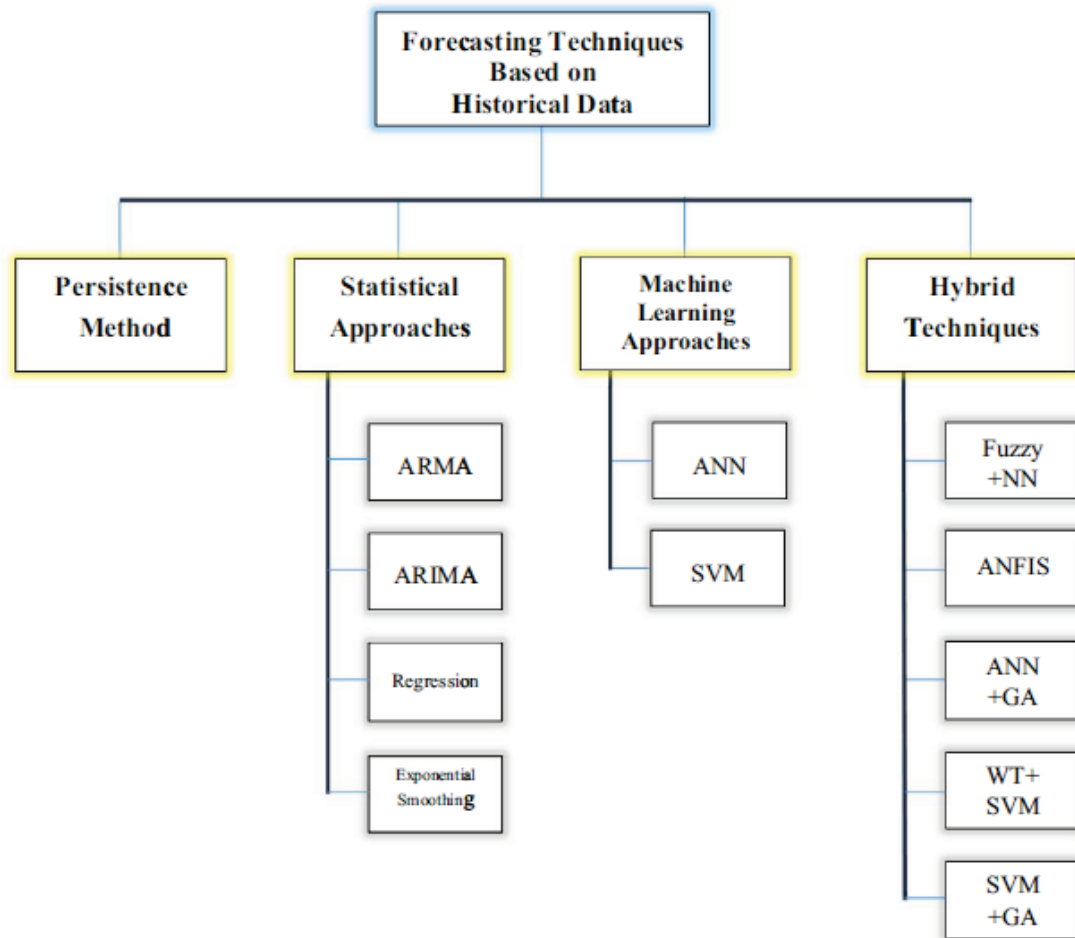 Forecasting Techniques
Based on
Historical Data
Persistence
Method
Statistical
Approaches
Machine
Learning
Approaches
Hybrid
Techniques
ARMA
ARIMA
Regression
Exponential
Smoothing
ANN
SVM
Fuzzy
+NN
ANFIS
ANN
+GA
WT+
SVM
SVM
+GA